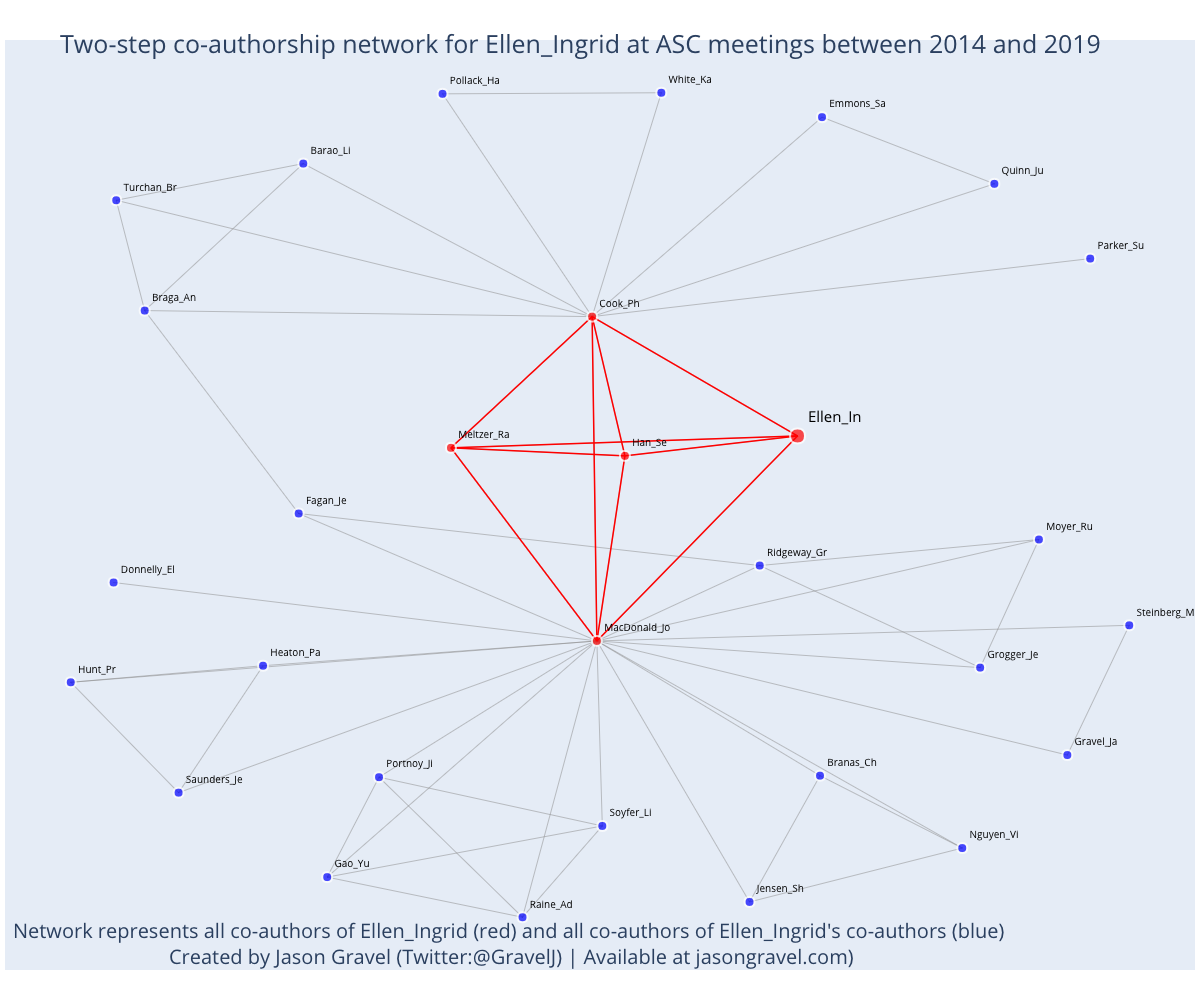 Two-step co-authorship network for Ellen_Ingrid at ASC meetings between 2014 and 2019
Pollack_Ha
White_Ka
Emmons_Sa
Barao_Li
Quinn_Ju
Turchan_Br
Parker_Su
Braga_An
Cook_Ph
Ellen_In
Meltzer_Ra
Han_Se
Fagan_Je
Moyer_Ru
Ridgeway_Gr
Donnelly_El
Steinberg_M
MacDonald_Jo
Heaton_Pa
Grogger_Je
Hunt_Pr
Gravel_Ja
Portnoy_Ji
Branas_Ch
Saunders_Je
Soyfer_Li
Nguyen_Vi
Gao_Yu
Jensen_Sh
Raine_Ad
Network represents all co-authors of Ellen_Ingrid (red) and all co-authors of Ellen_Ingrid's co-authors (blue)
Created by Jason Gravel (Twitter:@GravelJ) | Available at jasongravel.com)